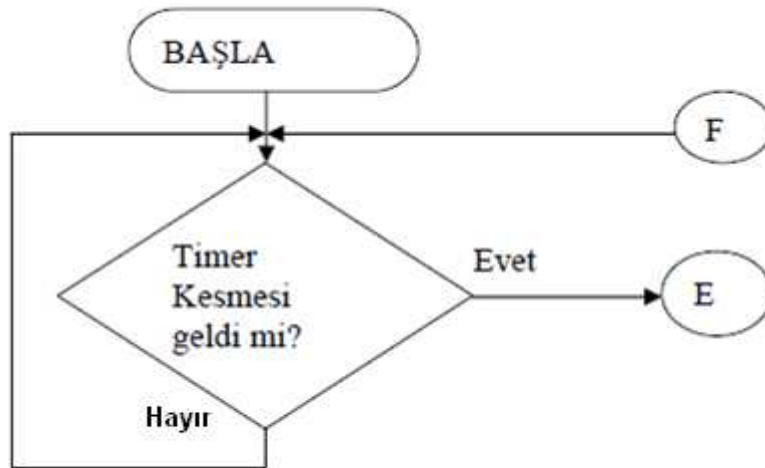 BAŞLA
F
Timer
Kesmesi
geldi mi?
Evet
E
Hayır